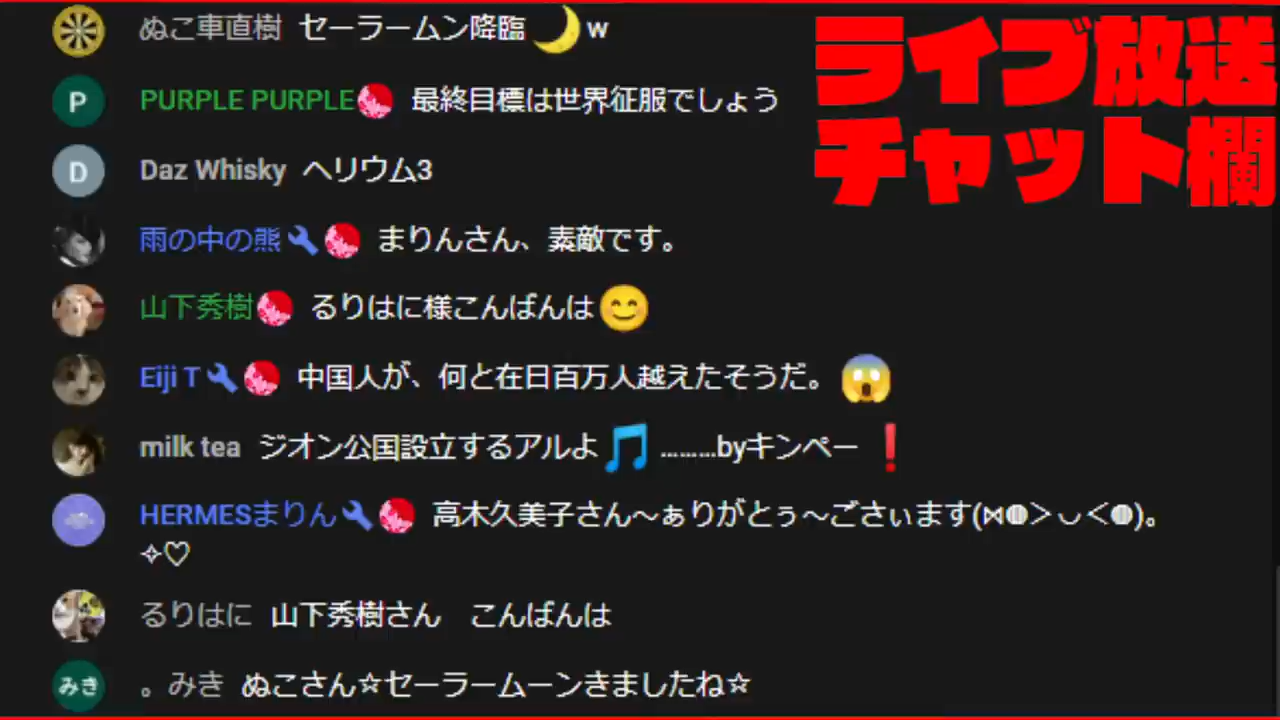 ぬこ車直樹 セーラームン降臨🌙w
ライブ放送
チャット欄
P PURPLE PURPLE 最終目標は世界征服でしょう
D Daz Whisky ヘリウム3
雨の中の熊 まりんさん、素敵です。
山下秀樹 るりはに様こんばんは😊
Eiji T 中国人が、何と在日百万人越えたそうだ。😱
milk tea ジオン公国設立するアルよ🎵………byキンペー❗
HERMESまりん 高木久美子さん〜ぁりがとぅ〜ござぃます(⋈◍＞◡＜◍)。
✧♡
るりはに 山下秀樹さん　こんばんは
みき 。みき ぬこさん☆セーラームーンきましたね☆